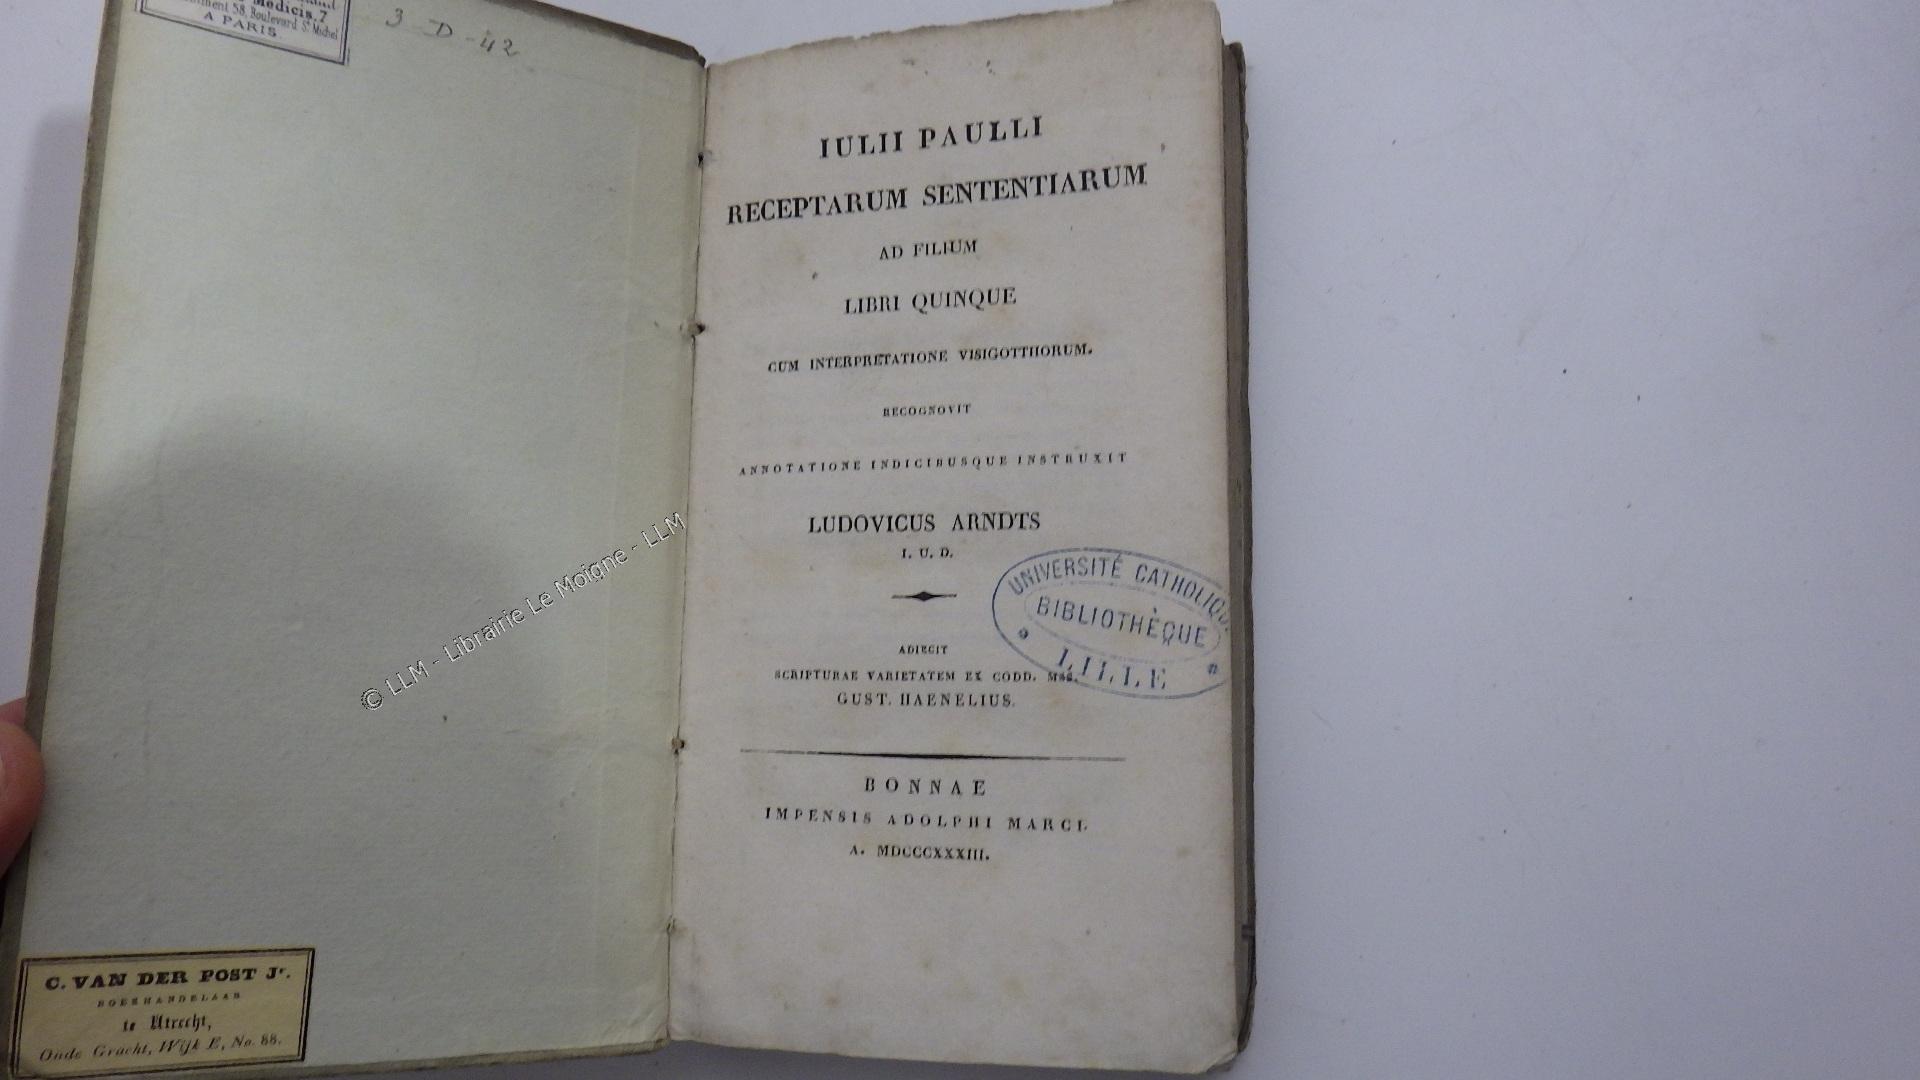 Médicis. 7
58, Boulevard St Michel
A PARIS
3-D-42
© LLM - Librairie Le Moigne - LLM
C. VAN DER POST Jr.
BOEKHANDELAAR
te Utrecht,
Oude Gracht, Wijk E, No. 88.
IULII PAULLI
RECEPTARUM SENTENTIARUM
AD FILIUM
LIBRI QUINQUE
CUM INTERPRETATIONE VISIGOTTHORUM.
RECOGNOVIT
ANNOTATIONE INDICIBUSQUE INSTRUXIT
LUDOVICUS ARNDTS
I. U. D.
UNIVERSITÉ CATHOLIQUE
BIBLIOTHÈQUE
LILLE
ADIECIT
SCRIPTURAE VARIETATEM EX CODD. MSS.
GUST. HAENELIUS.
BONNAE
IMPENSIS ADOLPHI MARCI.
A. MDCCCXXXIII.